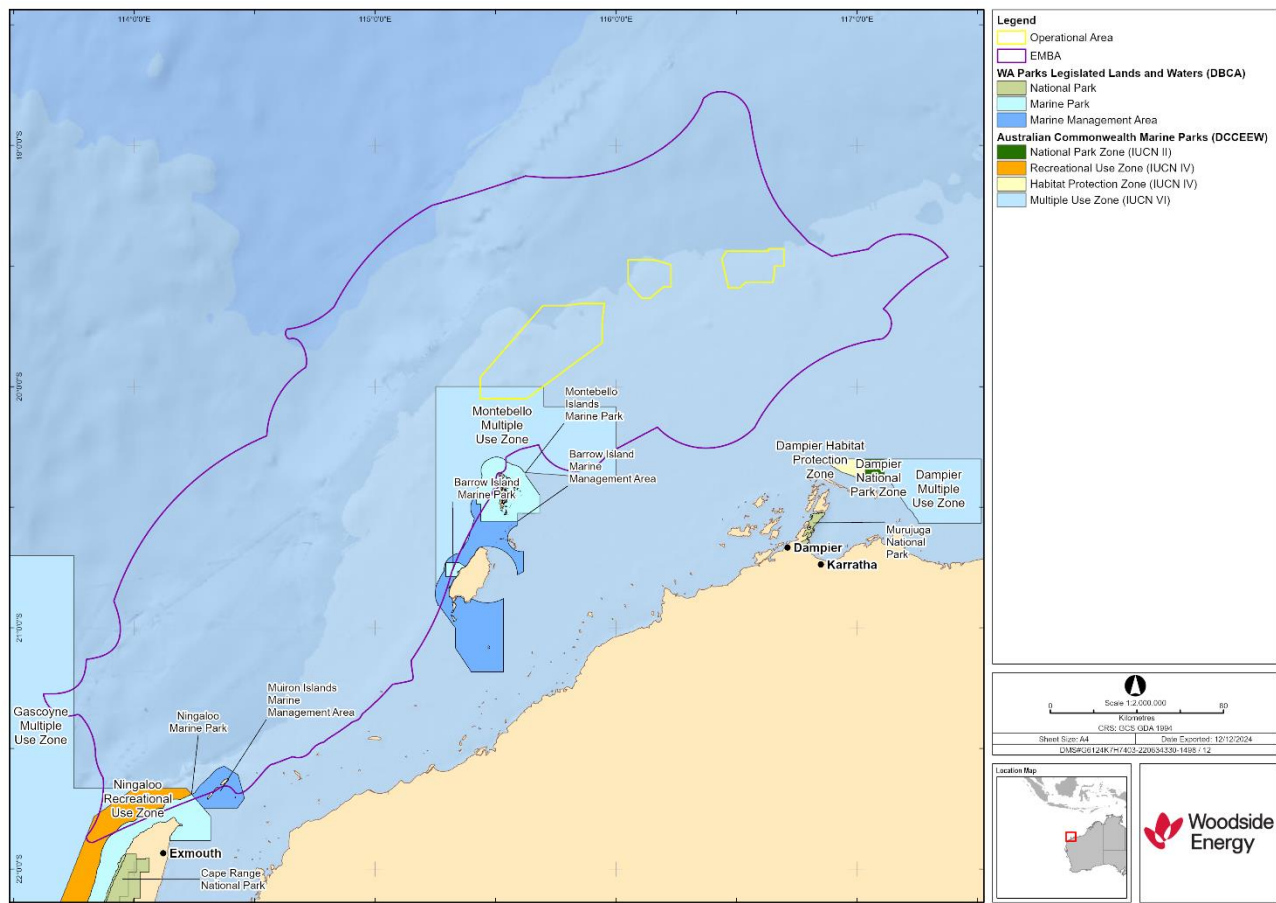 114°0'0"E
115°0'0"E
116°0'0"E
117°0'0"E
19°0'0"S
20°0'0"S
21°0'0"S
22°0'0"S
Montebello
Multiple
Use Zone
Montebello
Islands
Marine Park
Barrow Island
Marine
Management Area
Barrow Island
Marine Park
Dampier Habitat
Protection
Zone
Dampier
National
Park Zone
Dampier
Multiple
Use Zone
Murujuga
National
Park
Dampier
Karratha
Gascoyne
Multiple
Use Zone
Ningaloo
Marine Park
Muiron Islands
Marine
Management Area
Ningaloo
Recreational
Use Zone
Exmouth
Cape Range
National Park
Legend
Operational Area
EMBA
WA Parks Legislated Lands and Waters (DBCA)
National Park
Marine Park
Marine Management Area
Australian Commonwealth Marine Parks (DCCEEW)
National Park Zone (IUCN II)
Recreational Use Zone (IUCN IV)
Habitat Protection Zone (IUCN IV)
Multiple Use Zone (IUCN VI)
Scale 1:2,000,000
0 80
Kilometres
CRS: GCS GDA 1994
Sheet Size: A4 Date Exported: 12/12/2024
Location Map
Woodside
Energy